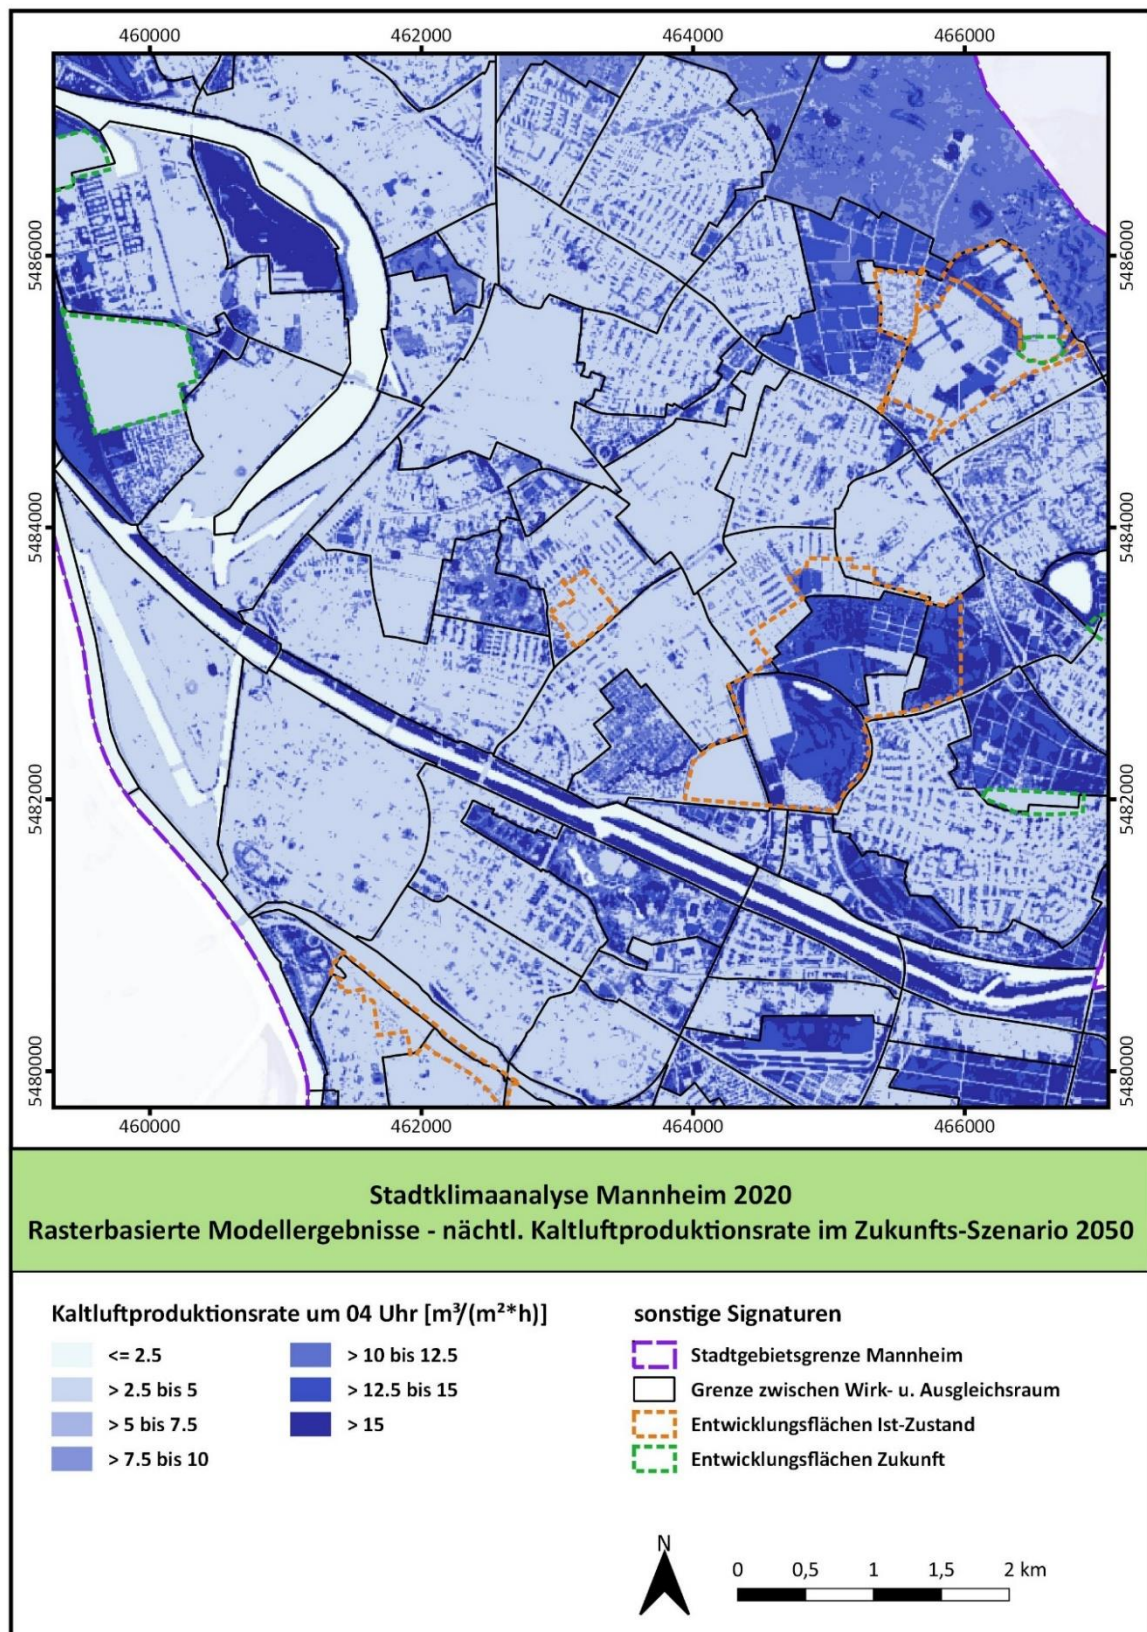 460000 462000 464000 466000
5486000 5486000
5484000 5484000
5482000 5482000
5480000 5480000
460000 462000 464000 466000
Stadtklimaanalyse Mannheim 2020
Rasterbasierte Modellergebnisse - nächtl. Kaltluftproduktionsrate im Zukunfts-Szenario 2050
Kaltluftproduktionsrate um 04 Uhr [m³/(m²*h)]
<= 2.5
> 2.5 bis 5
> 5 bis 7.5
> 7.5 bis 10
> 10 bis 12.5
> 12.5 bis 15
> 15
sonstige Signaturen
Stadtgebietsgrenze Mannheim
Grenze zwischen Wirk- u. Ausgleichsraum
Entwicklungsflächen Ist-Zustand
Entwicklungsflächen Zukunft
N
0 0,5 1 1,5 2 km